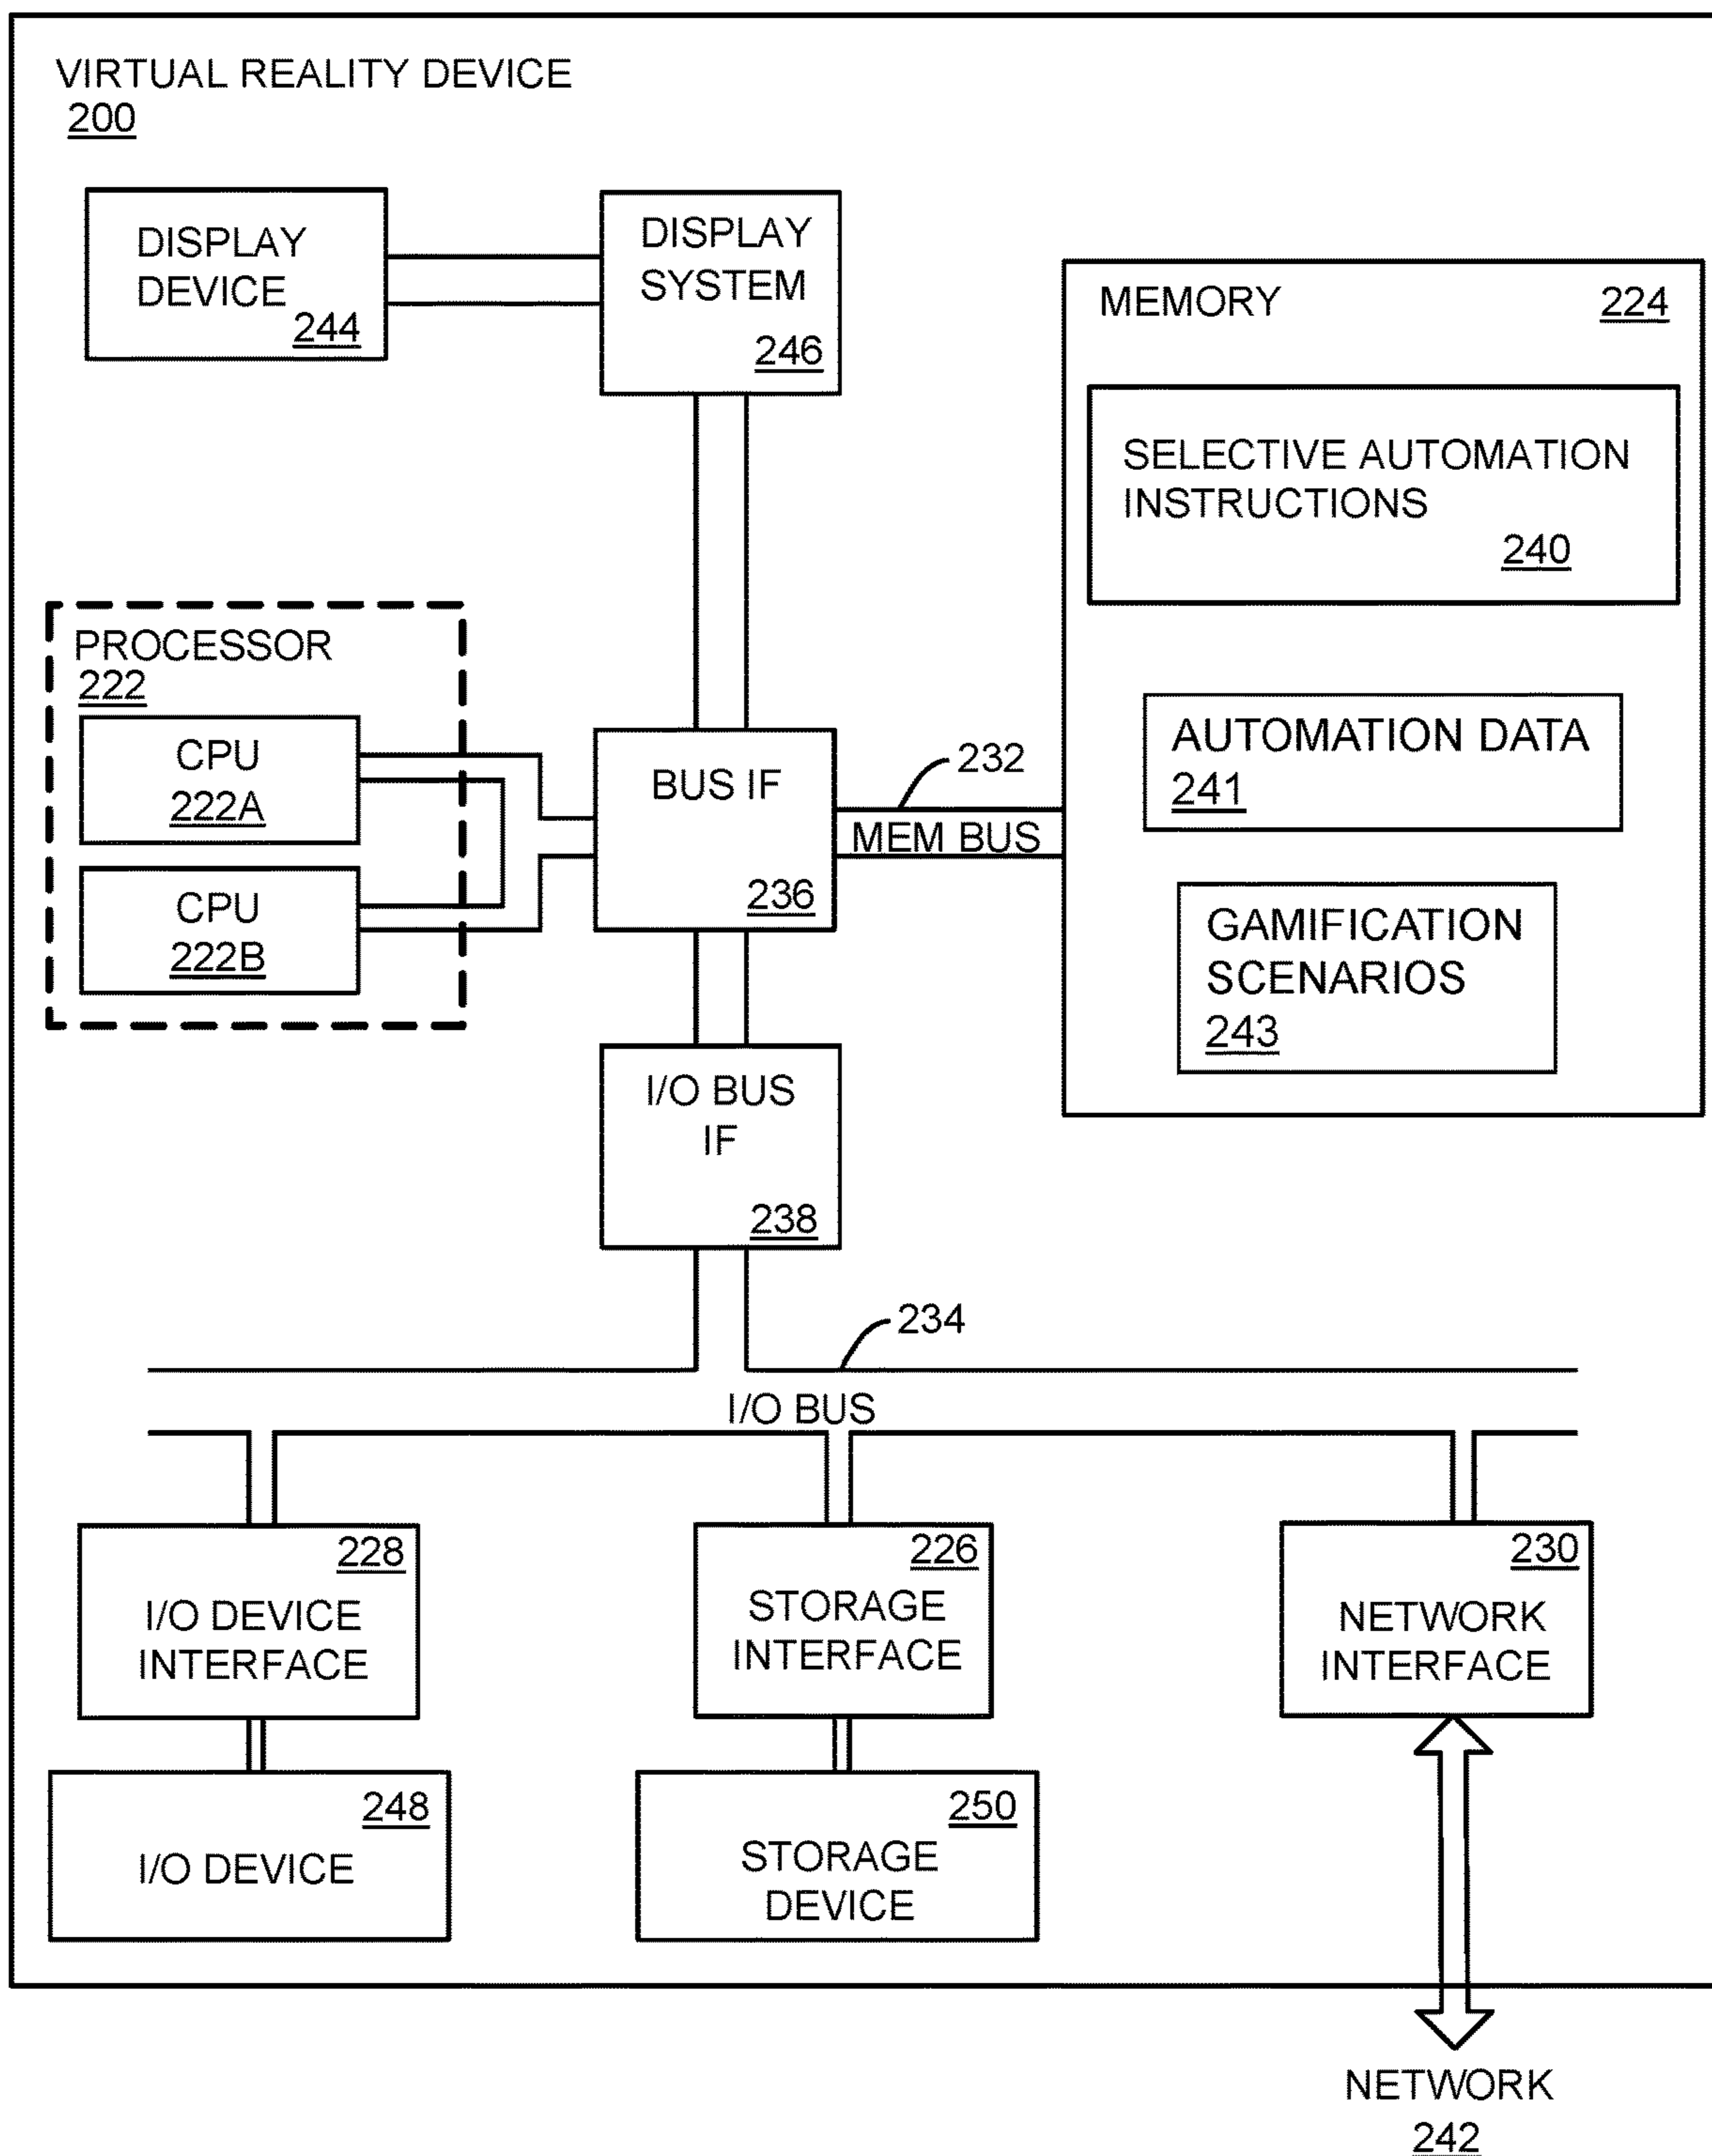 VIRTUAL REALITY DEVICE
200
DISPLAY
DEVICE
244
DISPLAY
SYSTEM
246
MEMORY 224
SELECTIVE AUTOMATION
INSTRUCTIONS
240
PROCESSOR
222
CPU
222A
CPU
222B
BUS IF
236
232
MEM BUS
AUTOMATION DATA
241
GAMIFICATION
SCENARIOS
243
I/O BUS
IF
238
234
I/O BUS
228
I/O DEVICE
INTERFACE
226
STORAGE
INTERFACE
230
NETWORK
INTERFACE
248
I/O DEVICE
250
STORAGE
DEVICE
NETWORK
242